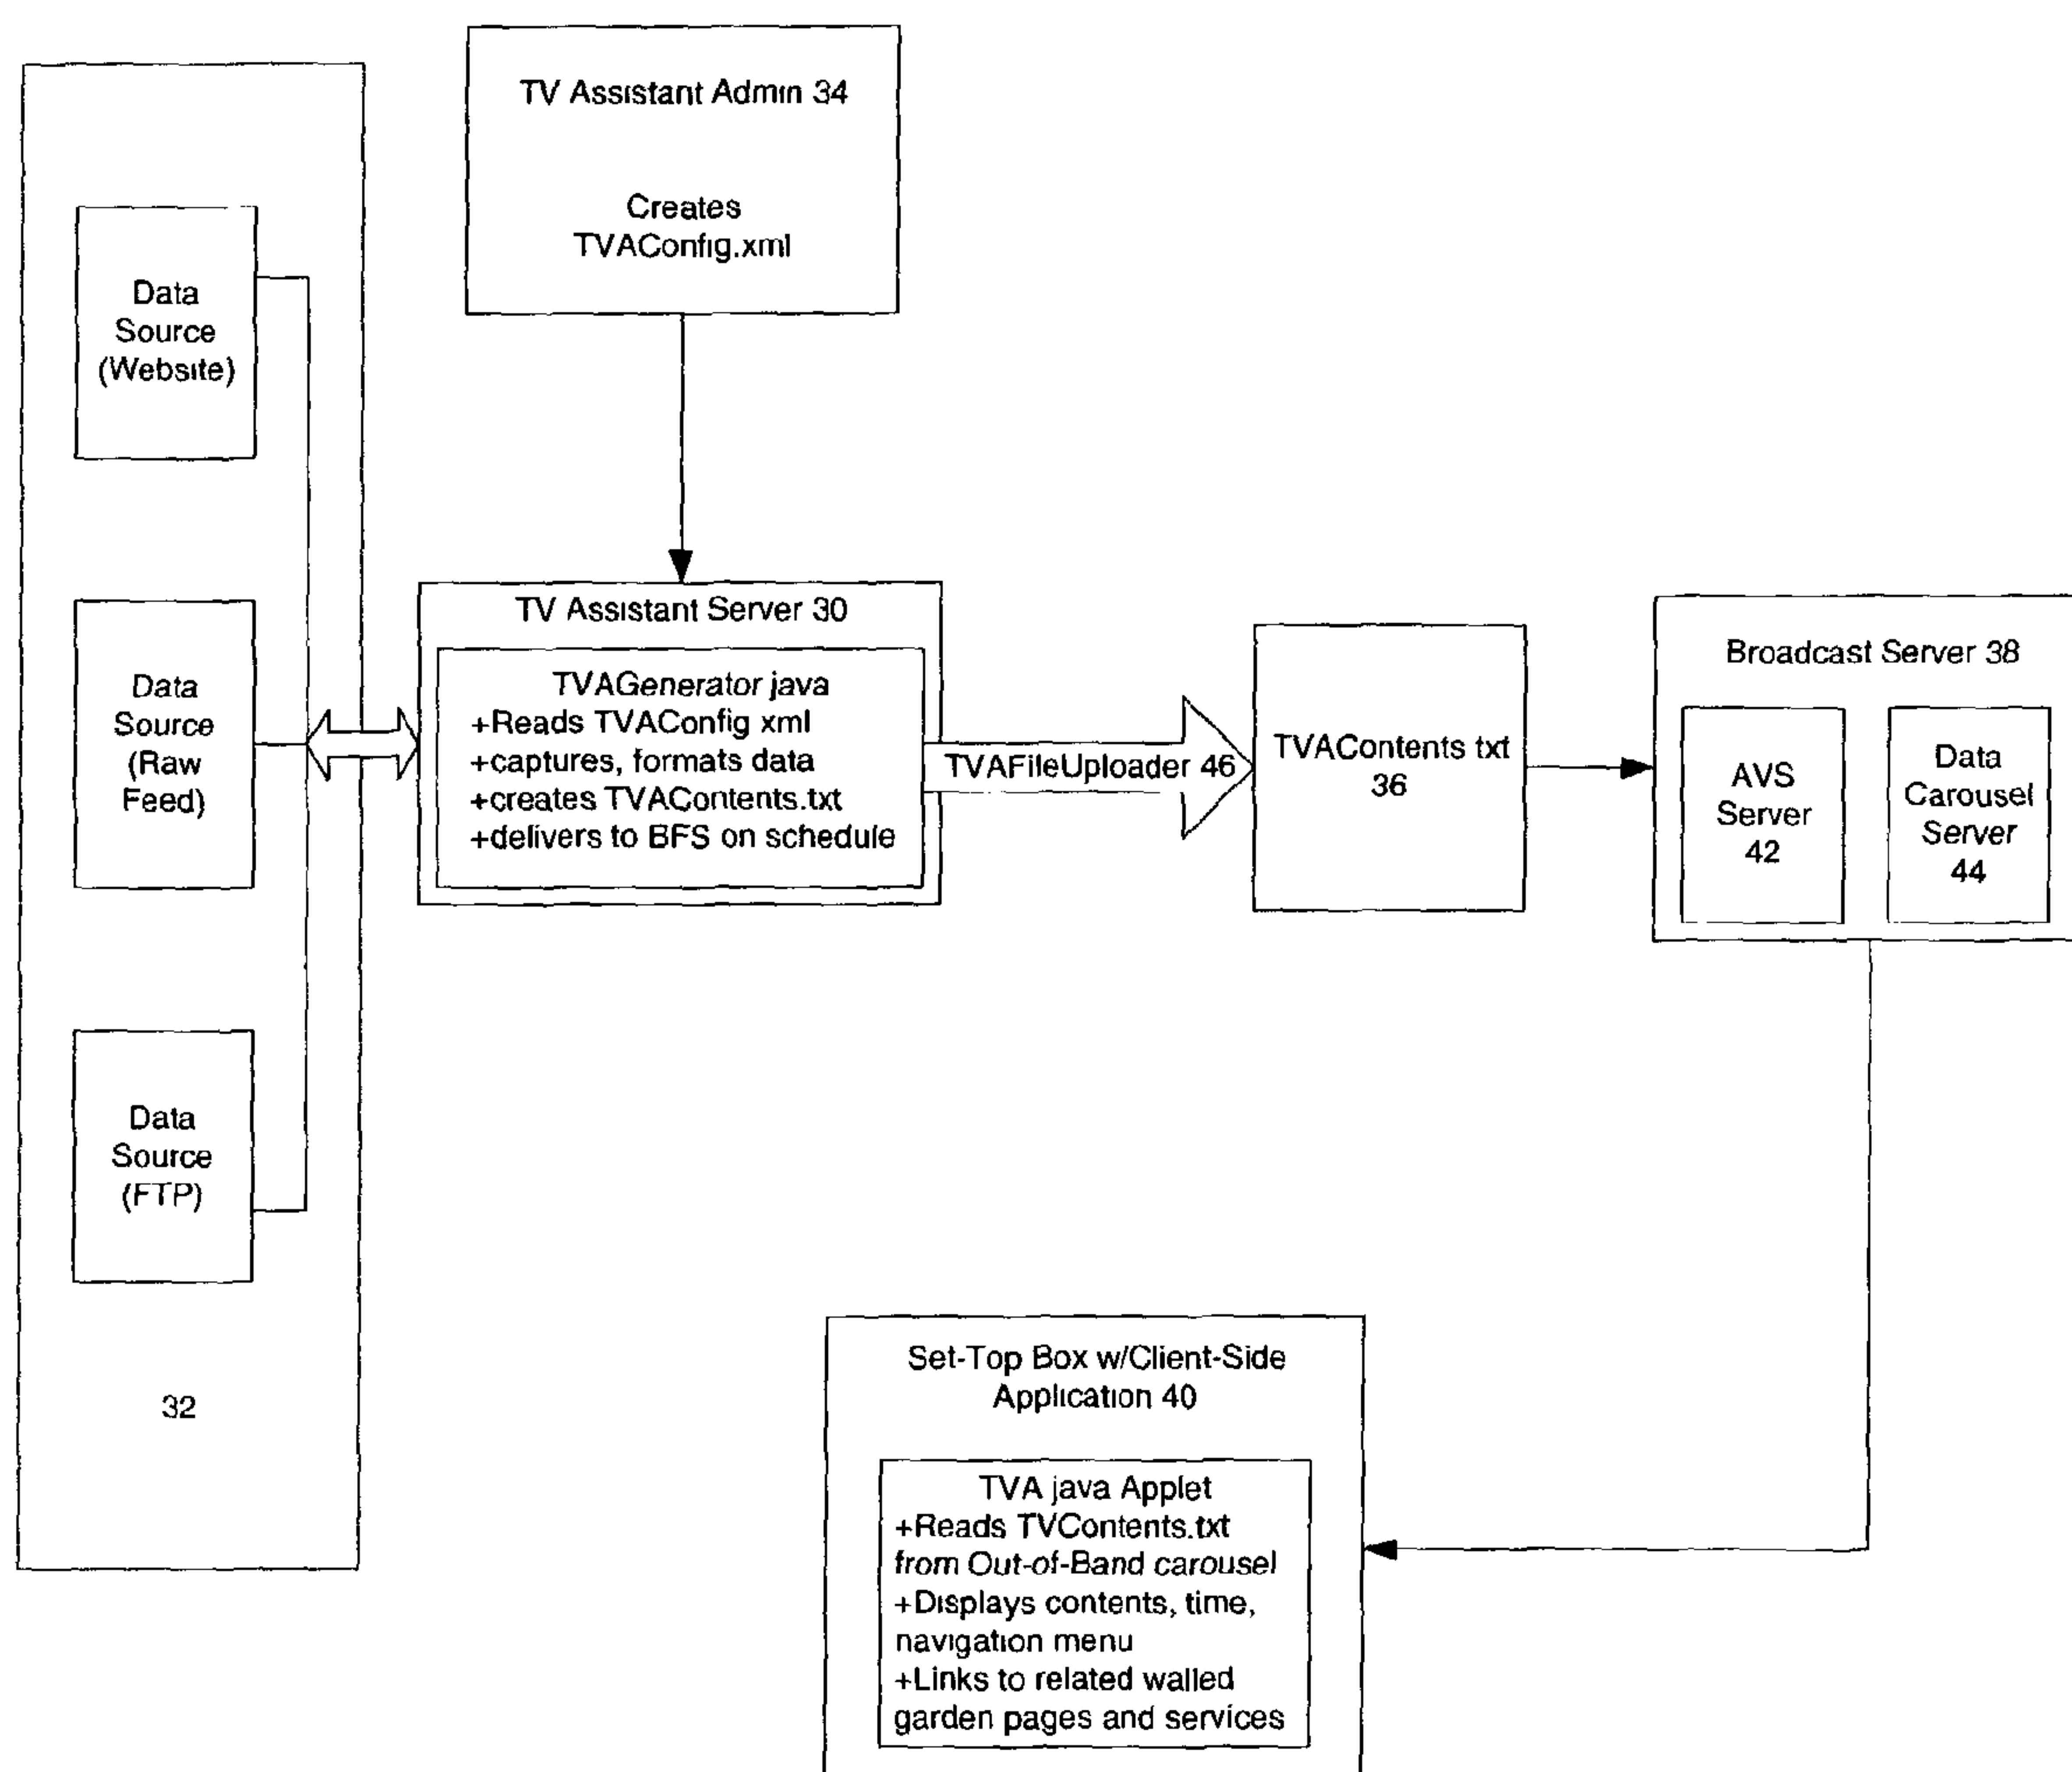 TV Assistant Admin 34
Creates
TVAConfig.xml
Data
Source
(Website)
Data
Source
(Raw
Feed)
Data
Source
(FTP)
32
TV Assistant Server 30
TVAGenerator java
+Reads TVAConfig xml
+captures, formats data
+creates TVAContents.txt
+delivers to BFS on schedule
TVAFileUploader 46
TVAContents txt
36
Broadcast Server 38
AVS
Server
42
Data
Carousel
Server
44
Set-Top Box w/Client-Side
Application 40
TVA java Applet
+Reads TVContents.txt
from Out-of-Band carousel
+Displays contents, time,
navigation menu
+Links to related walled
garden pages and services